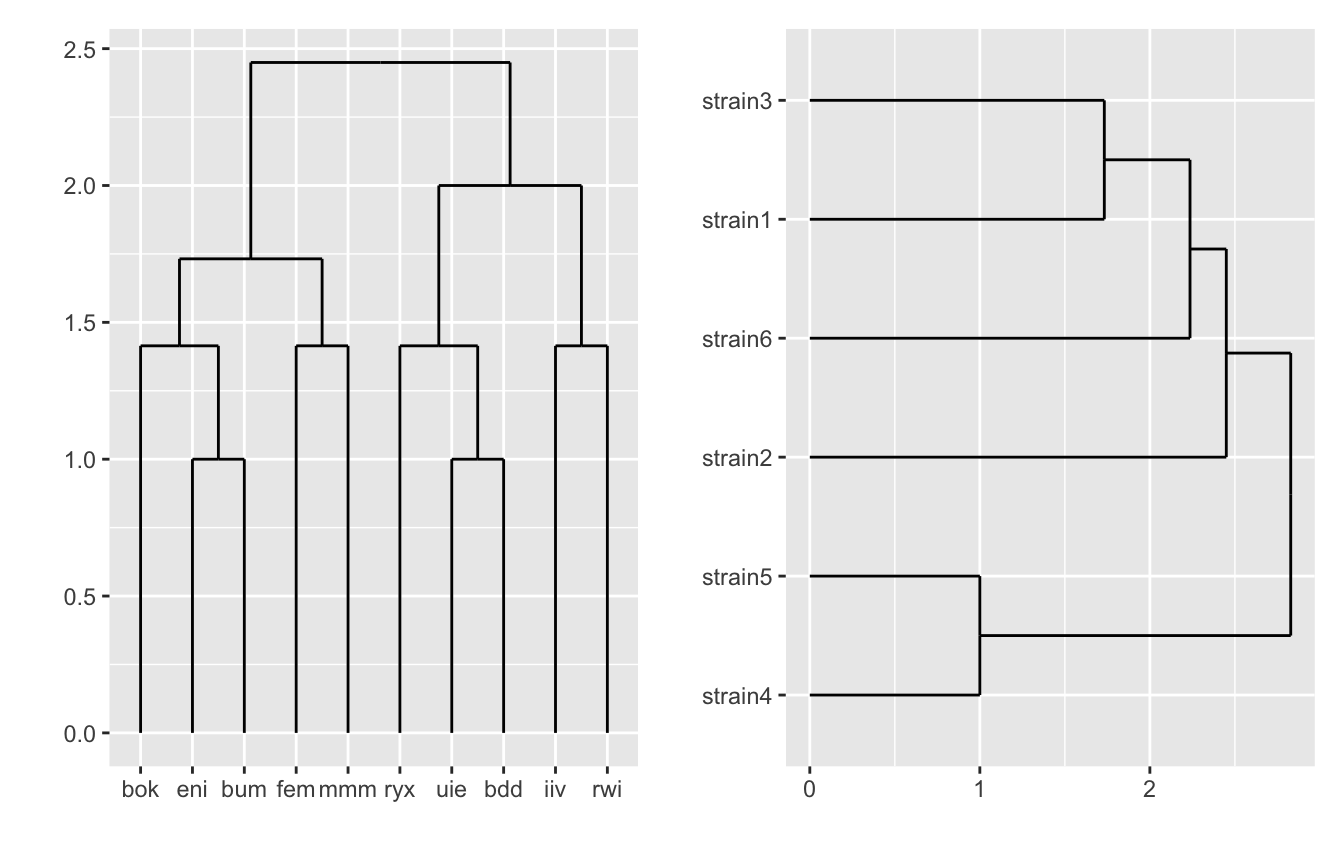 2.5
2.0
1.5
1.0
0.5
0.0
bok eni bum fem mmm ryx uie bdd iiv rwi
strain3
strain1
strain6
strain2
strain5
strain4
0 1 2